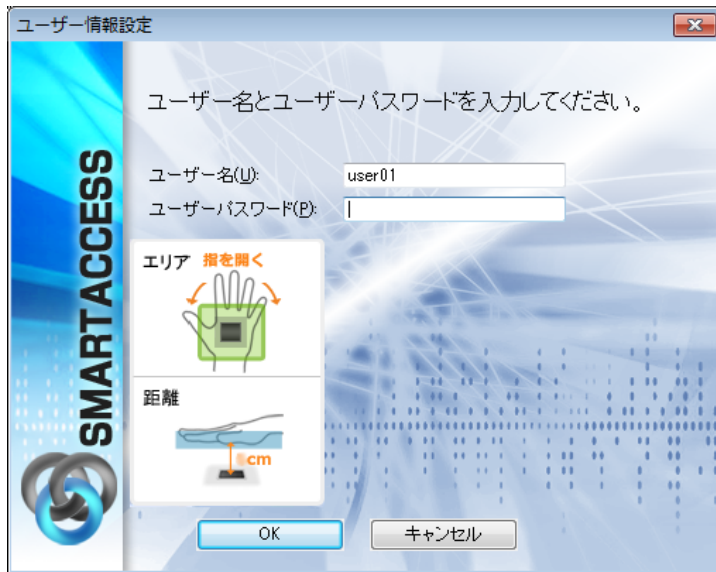 ユーザー情報設定
SMARTACCESS
ユーザー名とユーザーパスワードを入力してください。
ユーザー名(U): user01
ユーザーパスワード(P):
エリア 指を開く
距離
cm
OK キャンセル